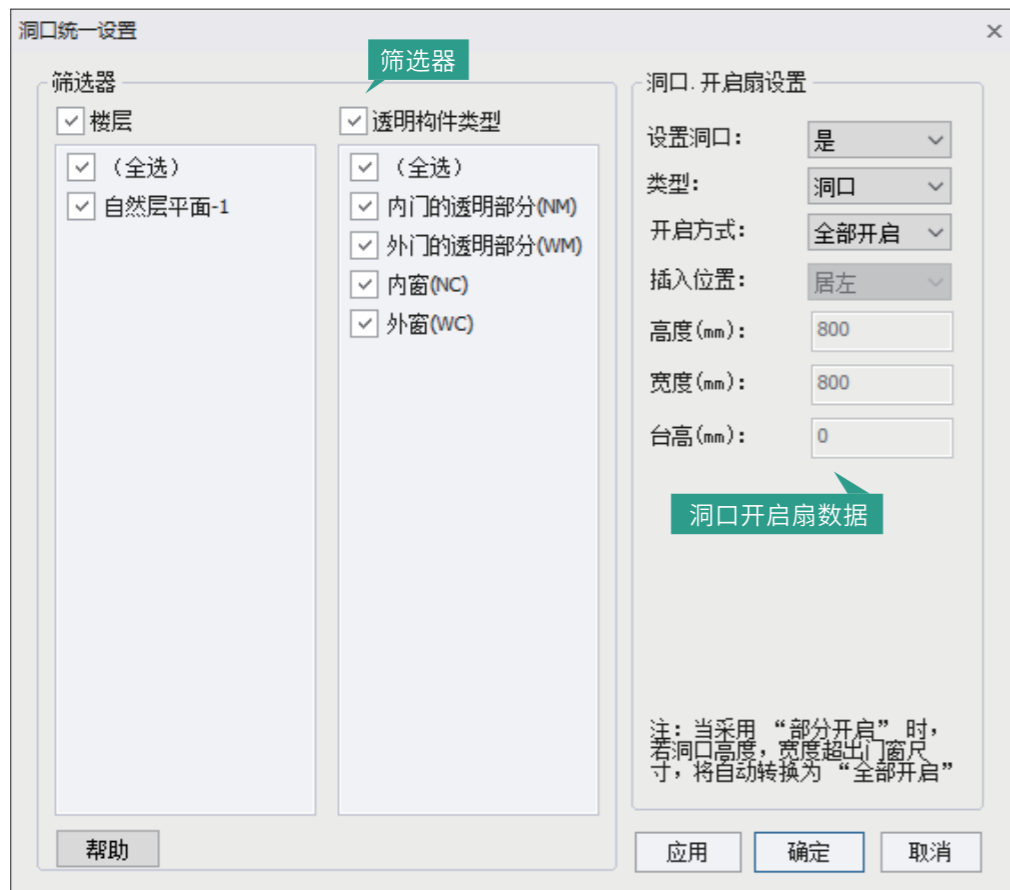 洞口统一设置
筛选器
筛选器
楼层
（全选）
自然层平面-1
透明构件类型
（全选）
内门的透明部分(NM)
外门的透明部分(WM)
内窗(NC)
外窗(WC)
洞口.开启扇设置
设置洞口： 是
类型： 洞口
开启方式： 全部开启
插入位置： 居左
高度(mm)： 800
宽度(mm)： 800
台高(mm)： 0
洞口开启扇数据
注：当采用 “部分开启” 时，
若洞口高度，宽度超出门窗尺
寸，将自动转换为 “全部开启”
帮助
应用
确定
取消